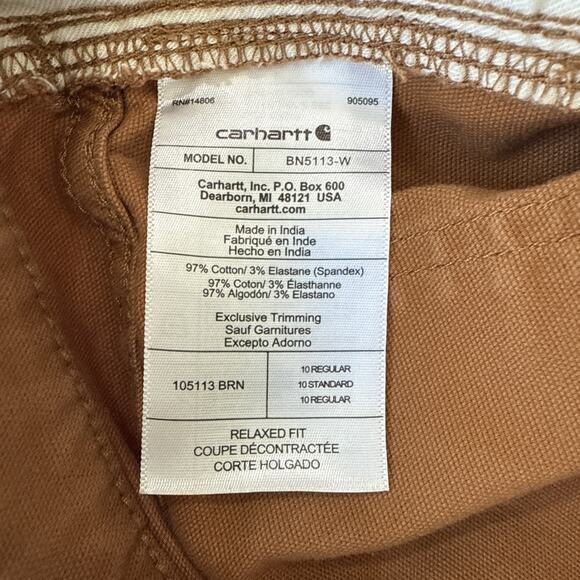 RN#14806 905095
carhartt
MODEL NO. BN5113-W
Carhartt, Inc. P.O. Box 600
Dearborn, MI 48121 USA
carhartt.com
Made in India
Fabriqué en Inde
Hecho en India
97% Cotton/ 3% Elastane (Spandex)
97% Coton/ 3% Élasthanne
97% Algodón/ 3% Elastano
Exclusive Trimming
Sauf Garnitures
Excepto Adorno
10 REGULAR
105113 BRN 10 STANDARD
10 REGULAR
RELAXED FIT
COUPE DÉCONTRACTÉE
CORTE HOLGADO